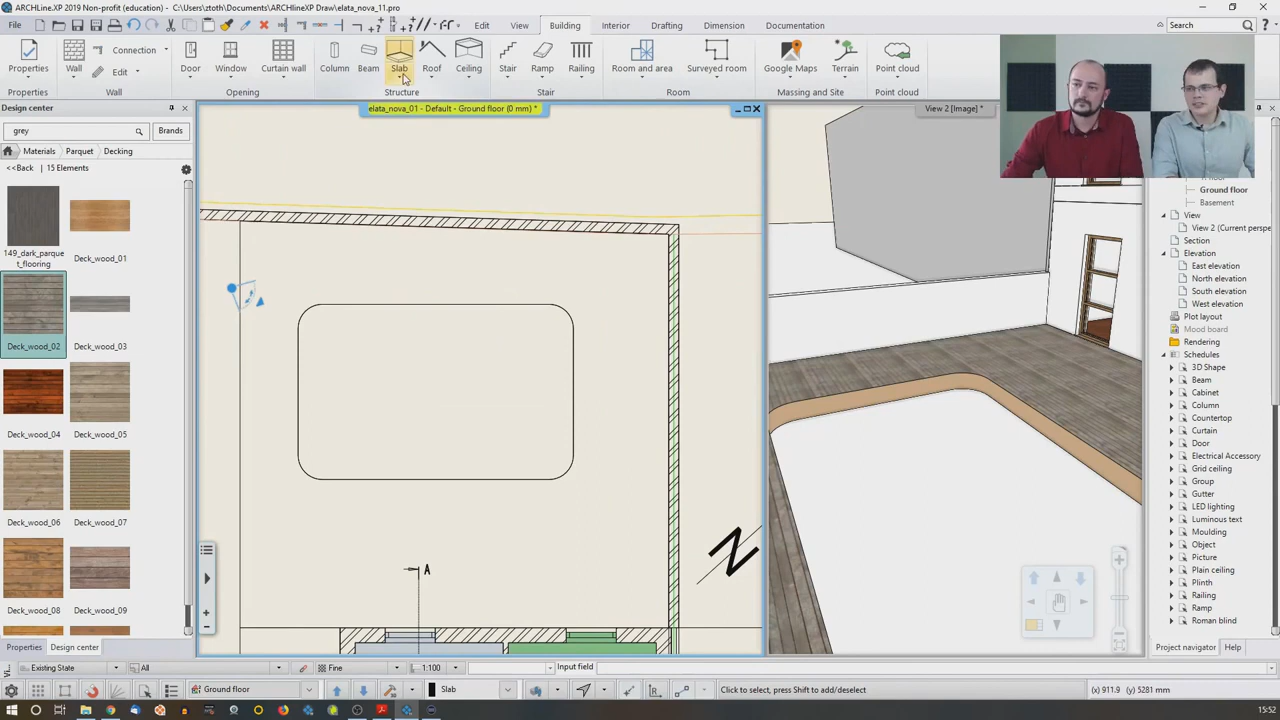 ARCHLine.XP 2019 Non-profit (education) - C:\Users\ztoth\Documents\ARCHlineXP Draw\elata_nova_11.pro
File
Edit
View
Building
Interior
Drafting
Dimension
Documentation
Search
Properties
Wall
Connection
Edit
Door
Window
Curtain wall
Column
Beam
Slab
Roof
Ceiling
Stair
Ramp
Railing
Room and area
Surveyed room
Google Maps
Terrain
Point cloud
Properties
Wall
Opening
Structure
Room
Massing and Site
Point cloud
Design center
grey
Brands
Materials
Parquet
Decking
<<Back
15 Elements
149_dark_parque
t_flooring
Deck_wood_01
Deck_wood_02
Deck_wood_03
Deck_wood_04
Deck_wood_05
Deck_wood_06
Deck_wood_07
Deck_wood_08
Deck_wood_09
Properties
Design center
elata_nova_01 - Default - Ground floor (0 mm) *
A
N
View 2 [Image] *
Ground floor
Basement
View
View 2 (Current perspe
Section
Elevation
East elevation
North elevation
South elevation
West elevation
Plot layout
Mood board
Rendering
Schedules
3D Shape
Beam
Cabinet
Column
Countertop
Curtain
Door
Electrical Accessory
Grid ceiling
Group
Gutter
LED lighting
Luminous text
Moulding
Object
Picture
Plain ceiling
Plinth
Railing
Ramp
Roman blind
Project navigator
Help
Existing State
All
Fine
1:100
Input field
Ground floor
Slab
Click to select, press Shift to add/deselect
(x) 911.9 (y) 5281 mm
15:52